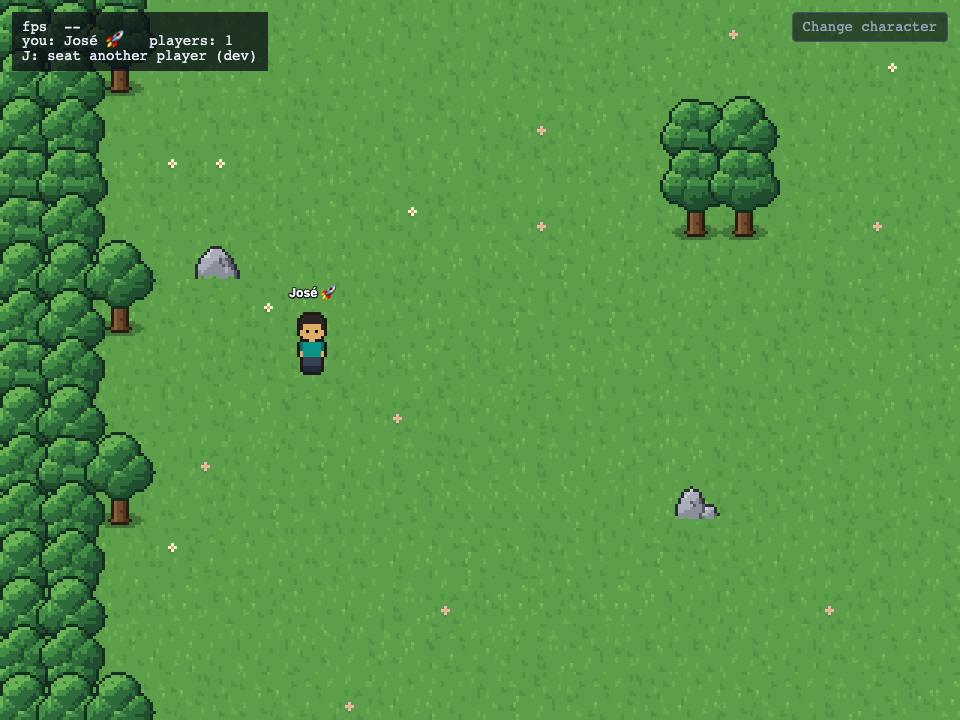 fps --
you: José 🚀 players: 1
J: seat another player (dev)
Change character
José 🚀